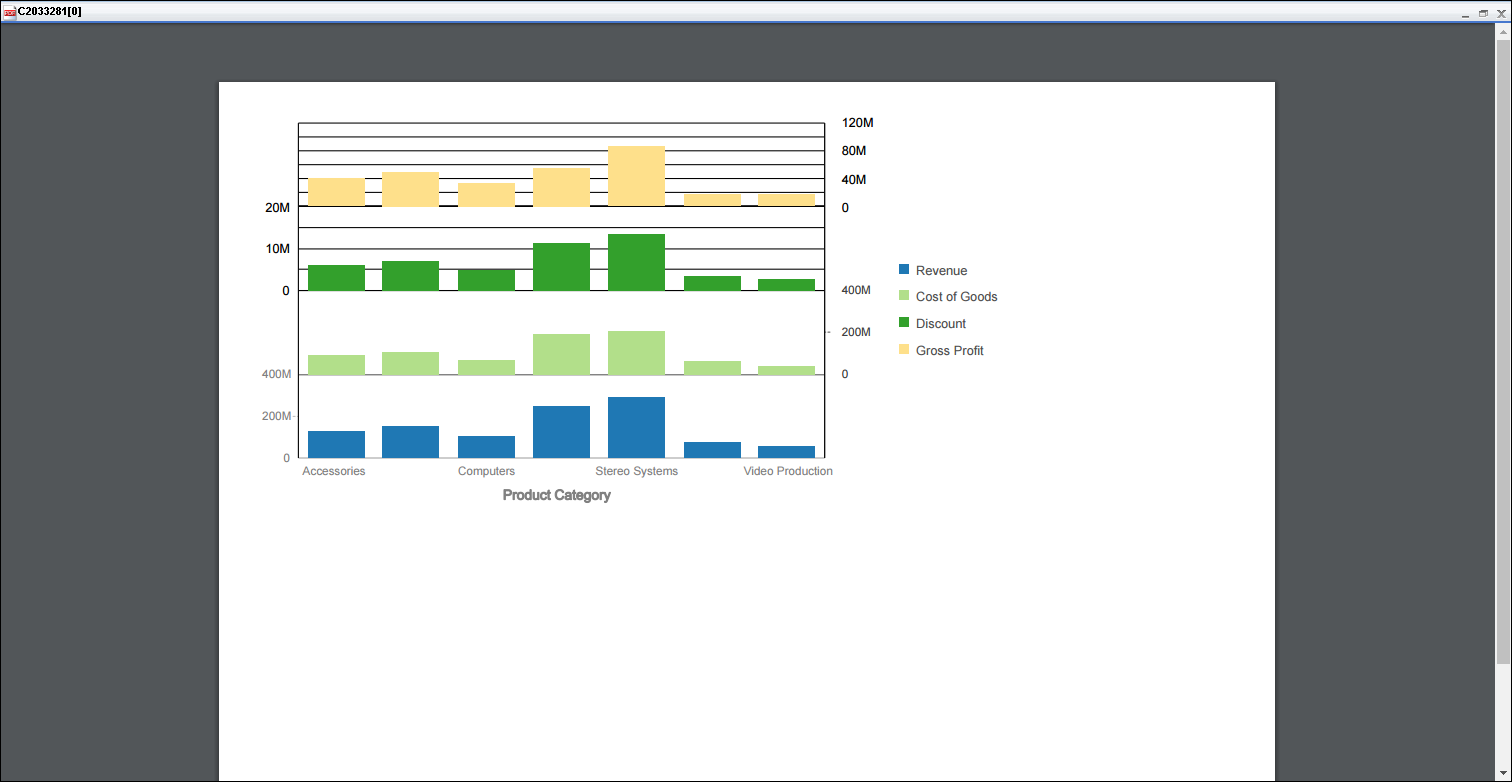 C2033281[0]
120M
80M
40M
20M 0
10M
0 400M
200M
400M 0
200M
0
Accessories Computers Stereo Systems Video Production
Product Category
Revenue
Cost of Goods
Discount
Gross Profit